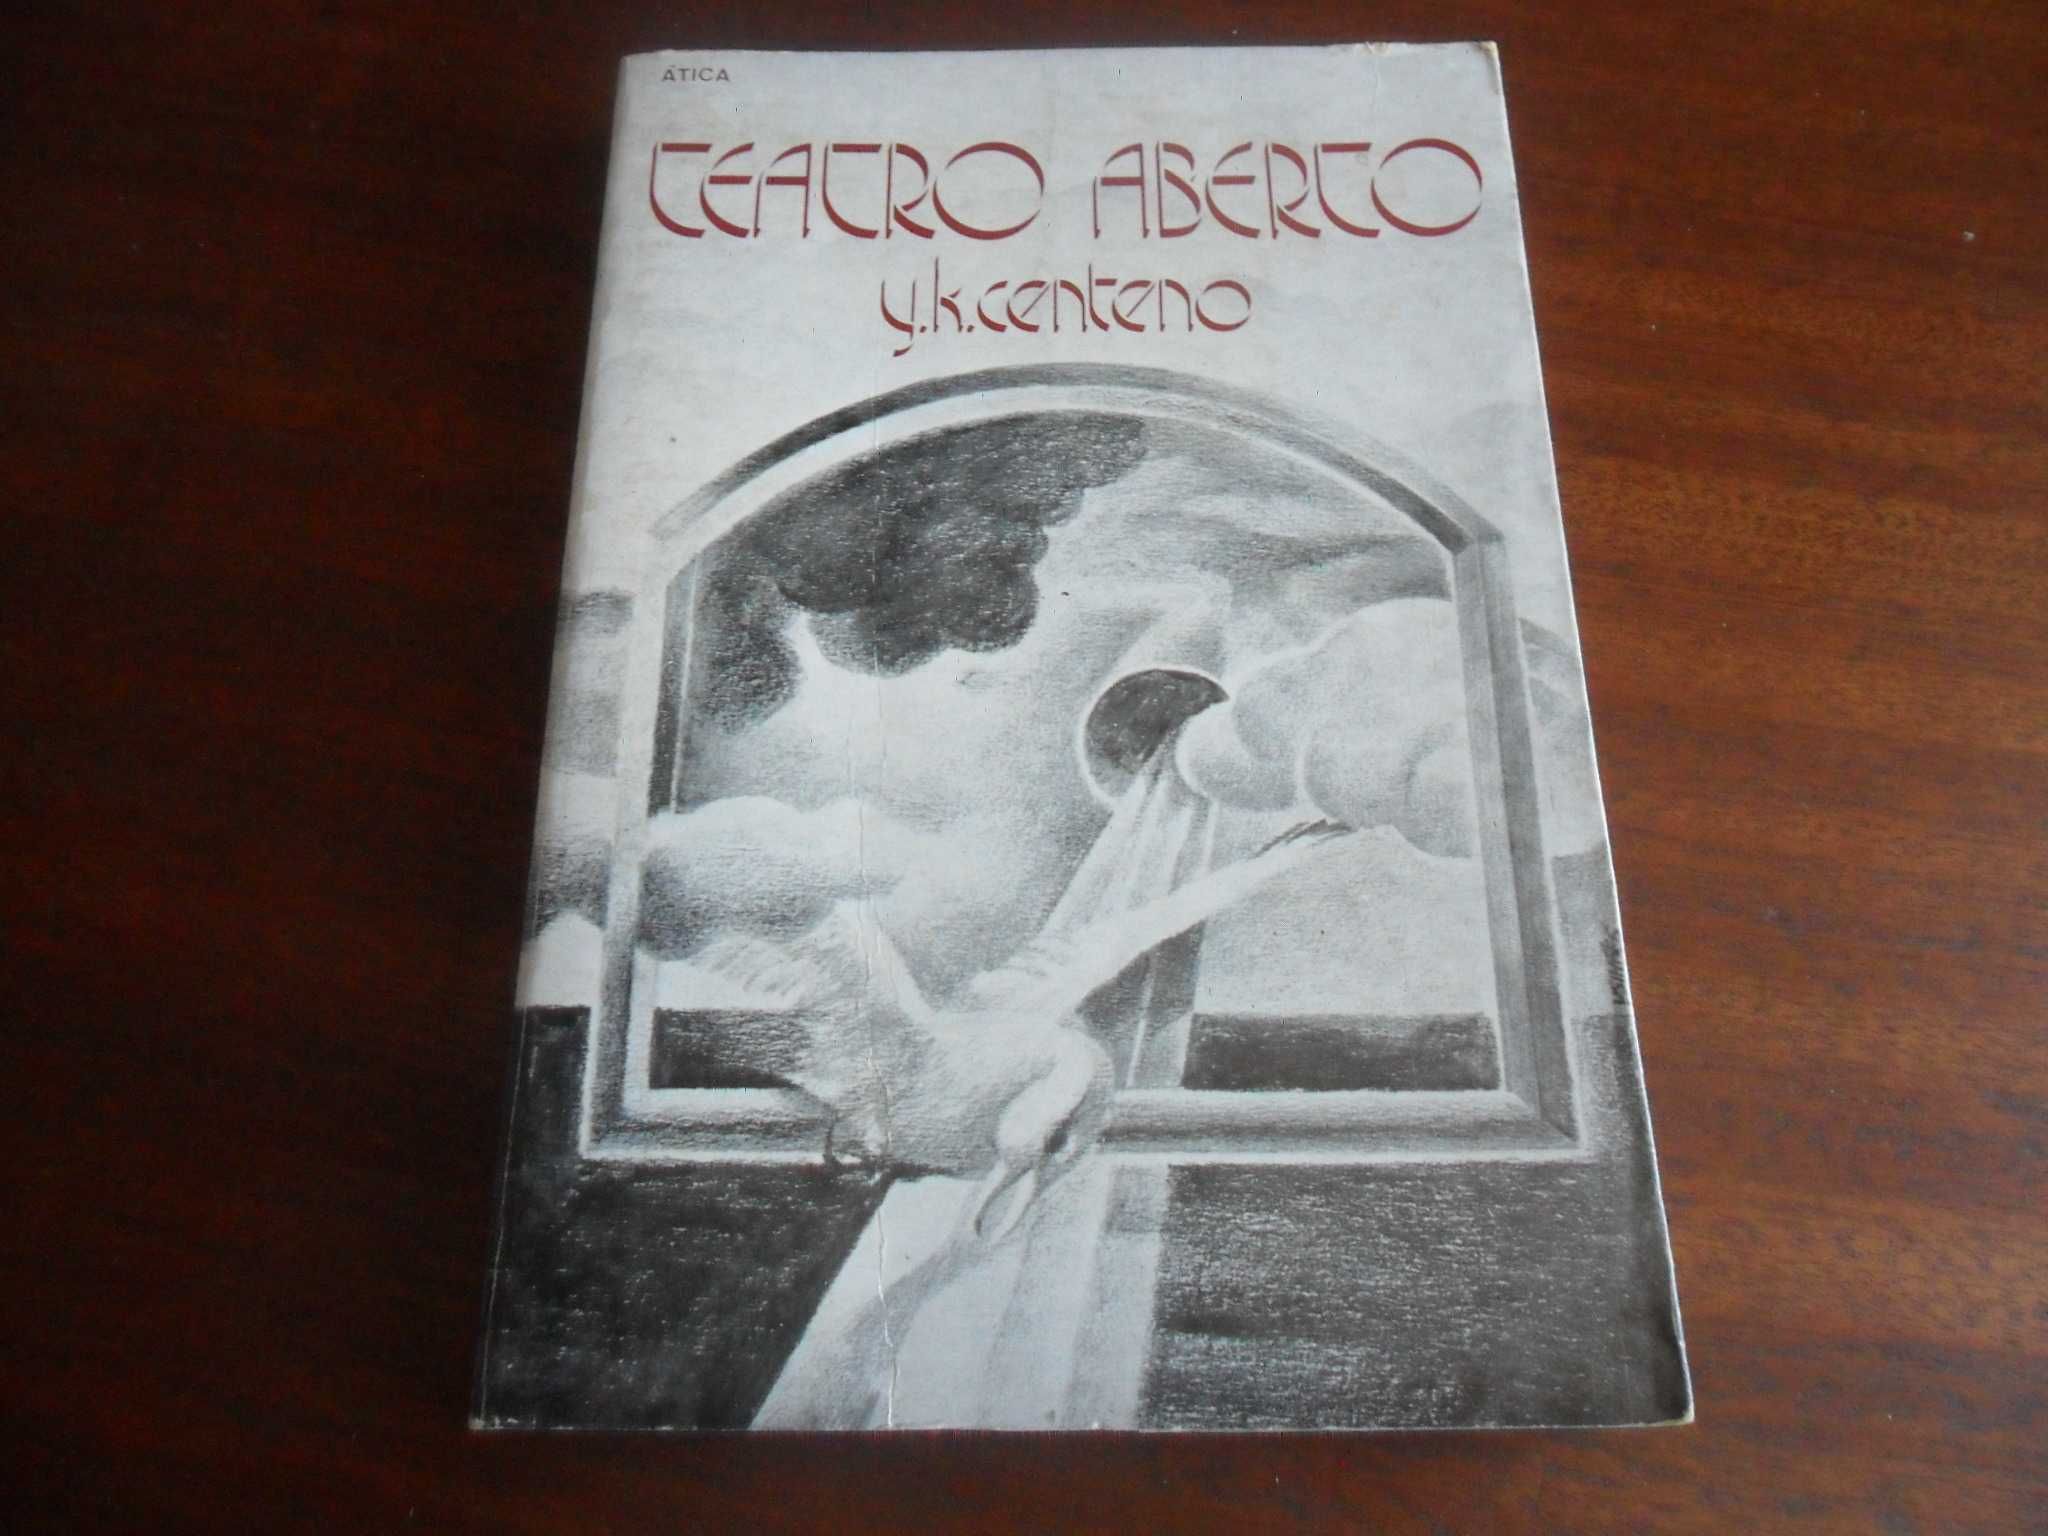 ÁTICA
TEATRO ABERTO
y.k.centeno